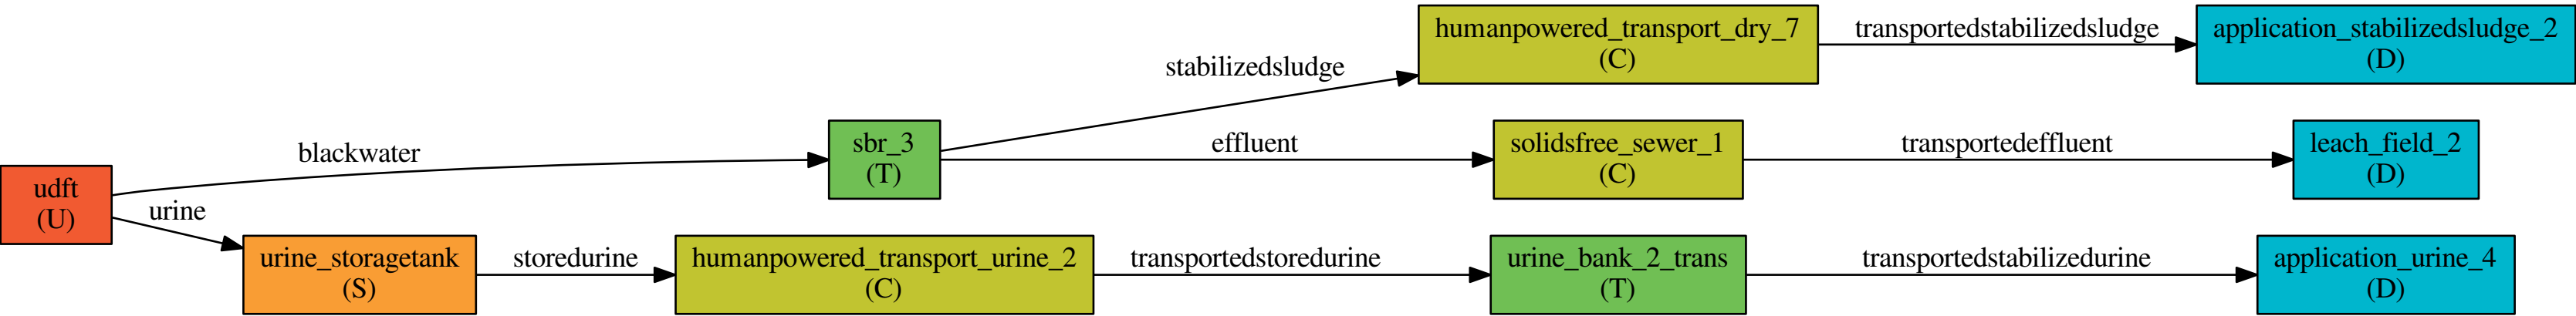 humanpowered_transport_dry_7
(C)
transportedstabilizedsludge
application_stabilizedsludge_2
(D)
stabilizedsludge
blackwater
sbr_3
(T)
effluent
solidsfree_sewer_1
(C)
transportedeffluent
leach_field_2
(D)
udft
(U)
urine
urine_storagetank
(S)
storedurine
humanpowered_transport_urine_2
(C)
transportedstoredurine
urine_bank_2_trans
(T)
transportedstabilizedurine
application_urine_4
(D)